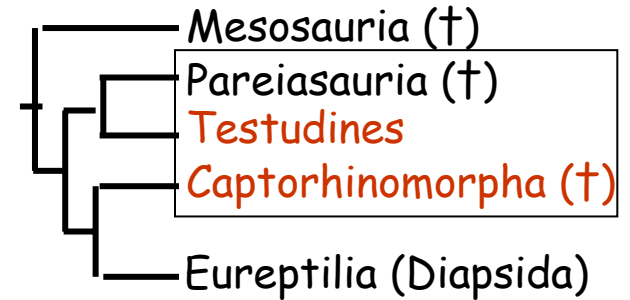 Mesosauria (†)
Pareiasauria (†)
Testudines
Captorhinomorpha (†)
Eureptilia (Diapsida)